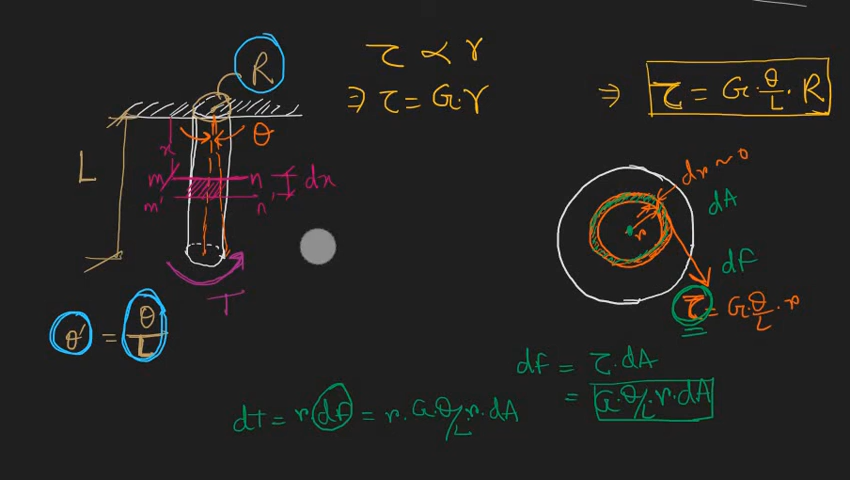 R
τ ∝ γ
⇒ τ = G.γ
⇒ τ = G.θ/L.R
θ
L
x
m n
dx
m' n'
T
θ' = θ/L
dr ~ 0
dA
r
dF
τ = G.θ/L.r
dF = τ.dA
= G.θ/L.r.dA
dT = r.dF = r.G.θ/L.r.dA